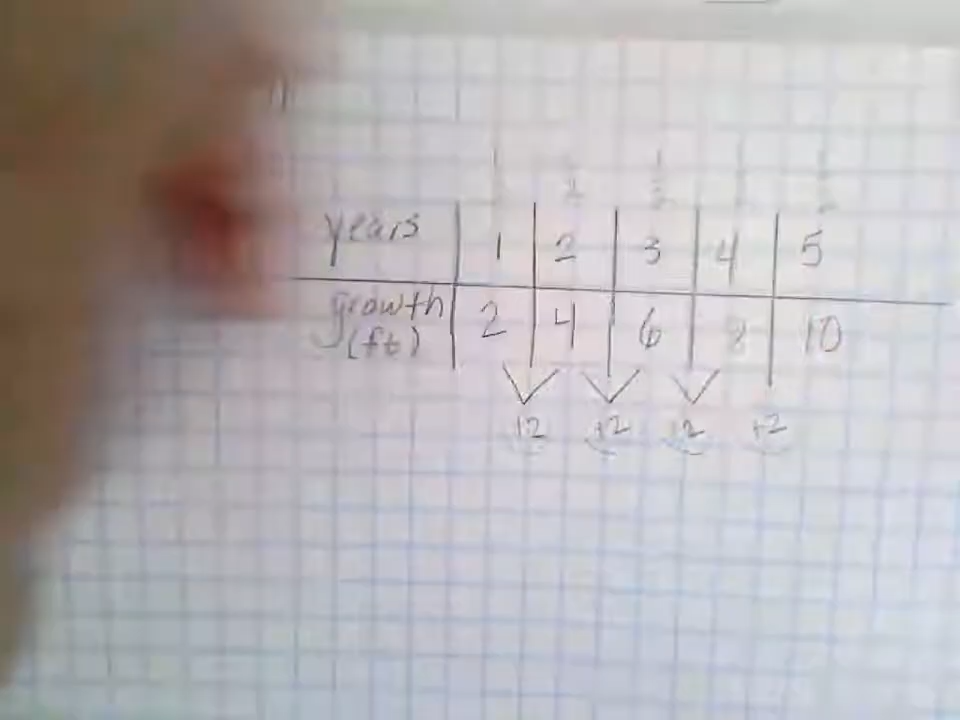 years 1 2 3 4 5
growth 2 4 6 8 10
(ft)
+2 +2 +2 +2